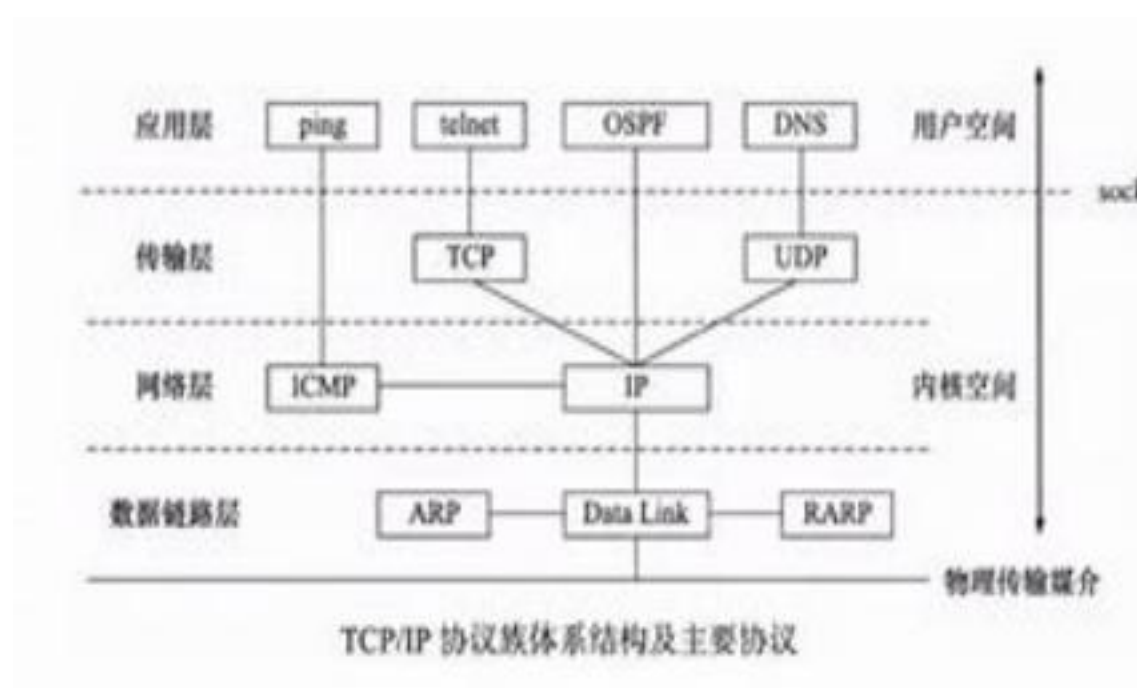 应用层 ping telnet OSPF DNS 用户空间
传输层 TCP UDP
网络层 ICMP IP 内核空间
数据链路层 ARP Data Link RARP
物理传输媒介
TCP/IP 协议族体系结构及主要协议